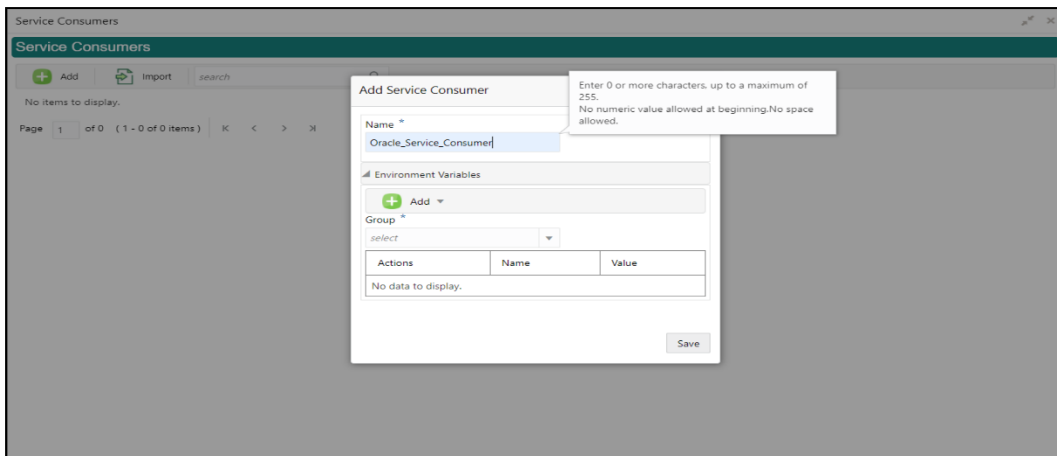 Service Consumers
Service Consumers
Add Import search
No items to display.
Page 1 of 0 (1 - 0 of 0 items) K < > >|
Add Service Consumer
Enter 0 or more characters, up to a maximum of
255.
No numeric value allowed at beginning.No space
allowed.
Name *
Oracle_Service_Consumer
Environment Variables
Add
Group *
select
Actions Name Value
No data to display.
Save